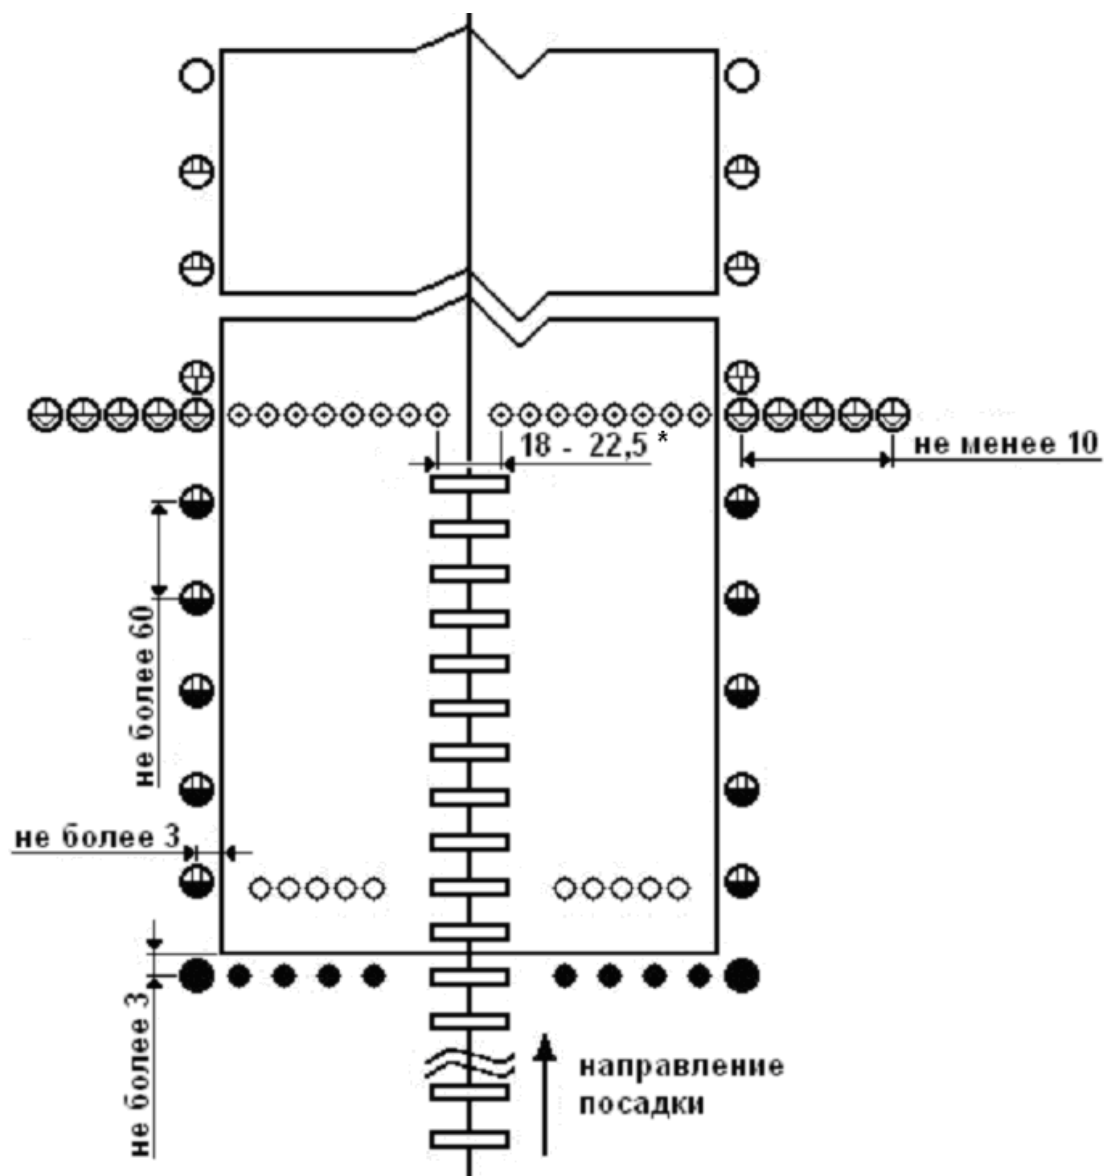 18 - 22,5 *
не менее 10
не более 60
не более 3
не более 3
направление
посадки